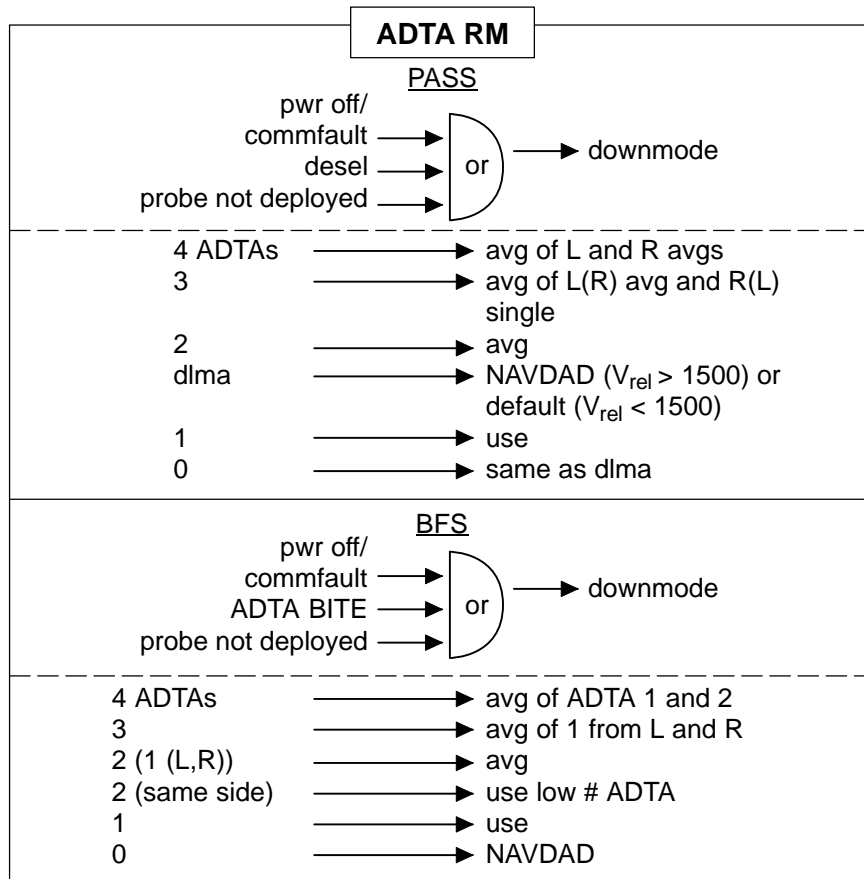 ADTA RM
PASS
pwr off/
commfault
desel
probe not deployed
or
downmode
4 ADTAs avg of L and R avgs
3 avg of L(R) avg and R(L)
single
2 avg
dlma NAVDAD (Vrel > 1500) or
default (Vrel < 1500)
1 use
0 same as dlma
BFS
pwr off/
commfault
ADTA BITE
probe not deployed
or
downmode
4 ADTAs avg of ADTA 1 and 2
3 avg of 1 from L and R
2 (1 (L,R)) avg
2 (same side) use low # ADTA
1 use
0 NAVDAD